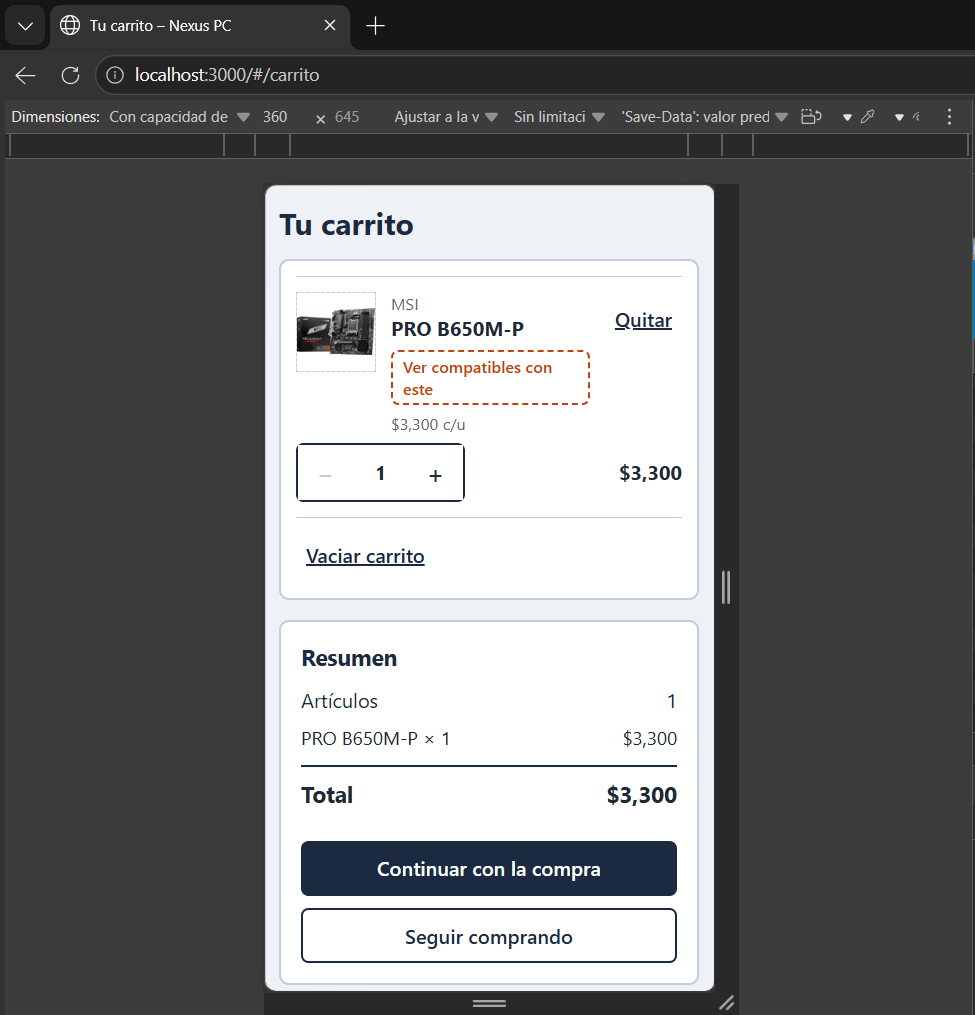 Tu carrito – Nexus PC
localhost:3000/#/carrito
Dimensiones: Con capacidad de 360 × 645 Ajustar a la v Sin limitaci 'Save-Data': valor pred
Tu carrito
MSI
PRO B650M-P
Quitar
Ver compatibles con
este
$3,300 c/u
− 1 + $3,300
Vaciar carrito
Resumen
Artículos 1
PRO B650M-P × 1 $3,300
Total $3,300
Continuar con la compra
Seguir comprando